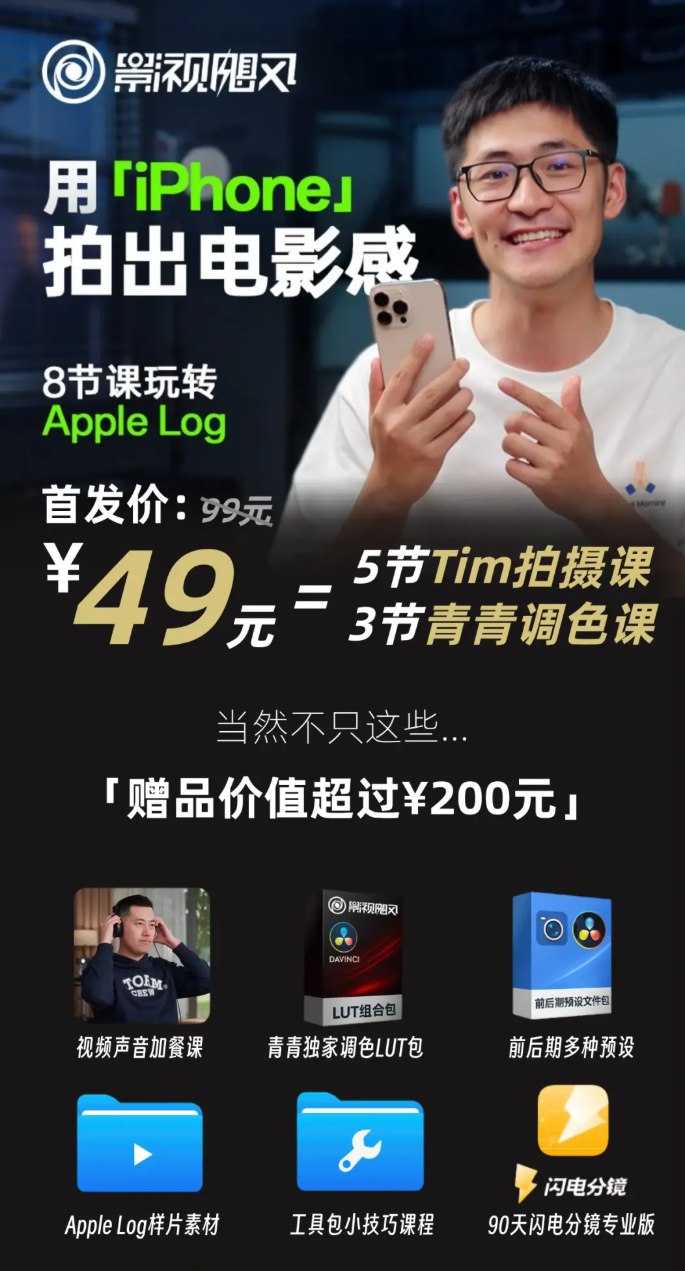 影视飓风
用「iPhone」
拍出电影感
8节课玩转
Apple Log
首发价：99元
¥49元=5节Tim拍摄课
3节青青调色课
当然不只这些...
「赠品价值超过¥200元」
TORM
CREW
影视飓风
DAVINCI
LUT组合包
前后期预设文件包
视频声音加餐课
青青独家调色LUT包
前后期多种预设
闪电分镜
Apple Log样片素材
工具包小技巧课程
90天闪电分镜专业版